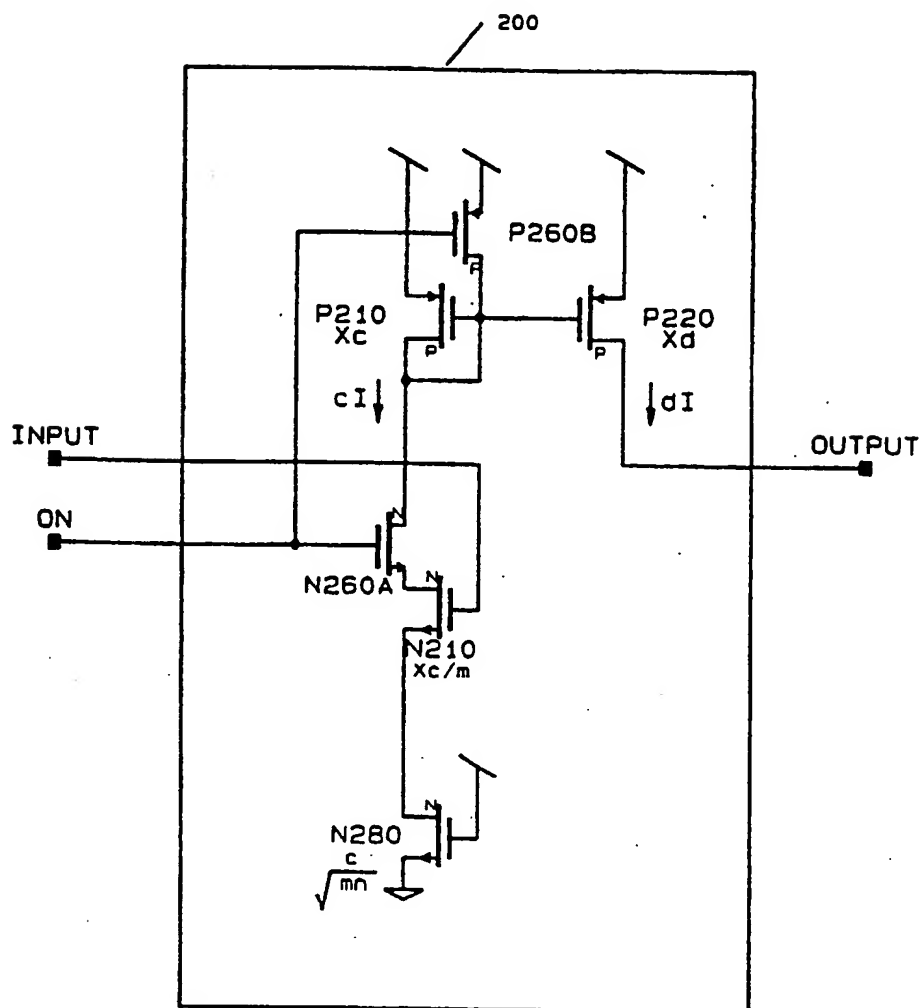 200
P260B
P
P210
Xc
P
P220
Xd
P
cI
dI
INPUT
OUTPUT
ON
N
N260A
N
N210
Xc/m
N
N280
√c/mn